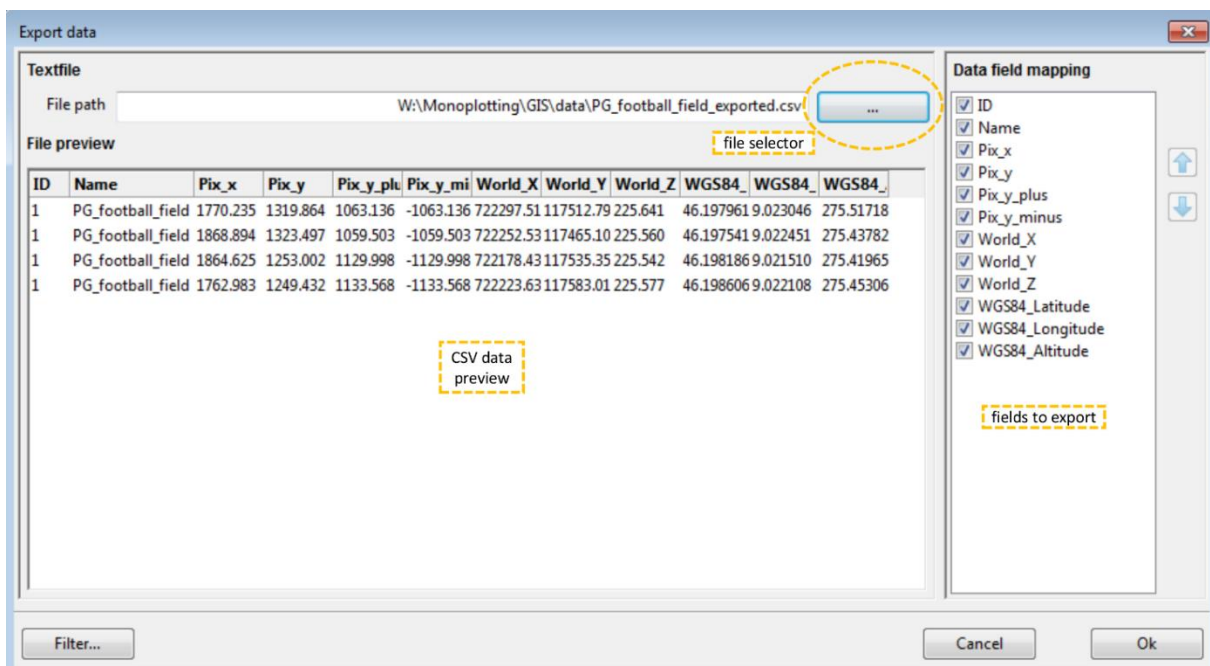 Export data
Textfile
File path W:\Monoplotting\GIS\data\PG_football_field_exported.csv ...
file selector
File preview
ID Name Pix_x Pix_y Pix_y_plu Pix_y_mi World_X World_Y World_Z WGS84_ WGS84_ WGS84_
1 PG_football_field 1770.235 1319.864 1063.136 -1063.136 722297.51 117512.79 225.641 46.197961 9.023046 275.51718
1 PG_football_field 1868.894 1323.497 1059.503 -1059.503 722252.53 117465.10 225.560 46.197541 9.022451 275.43782
1 PG_football_field 1864.625 1253.002 1129.998 -1129.998 722178.43 117535.35 225.542 46.198186 9.021510 275.41965
1 PG_football_field 1762.983 1249.432 1133.568 -1133.568 722223.63 117583.01 225.577 46.198606 9.022108 275.45306
CSV data
preview
Data field mapping
ID
Name
Pix_x
Pix_y
Pix_y_plus
Pix_y_minus
World_X
World_Y
World_Z
WGS84_Latitude
WGS84_Longitude
WGS84_Altitude
fields to export
Filter... Cancel Ok